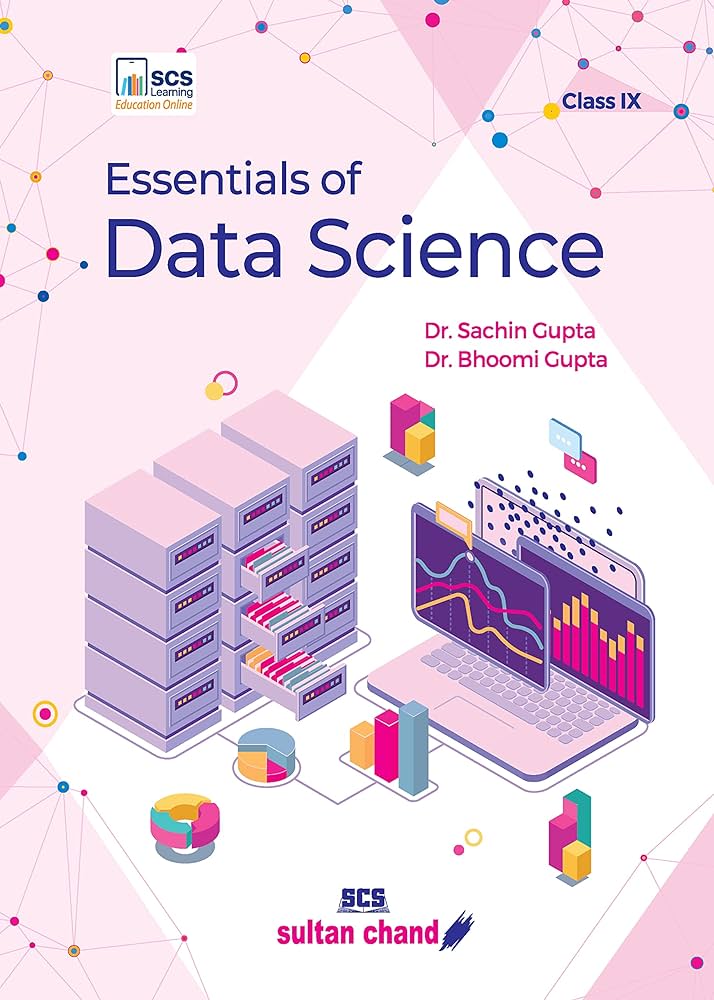 SCS
Learning
Education Online
Class IX
Essentials of
Data Science
Dr. Sachin Gupta
Dr. Bhoomi Gupta
SCS
sultan chand